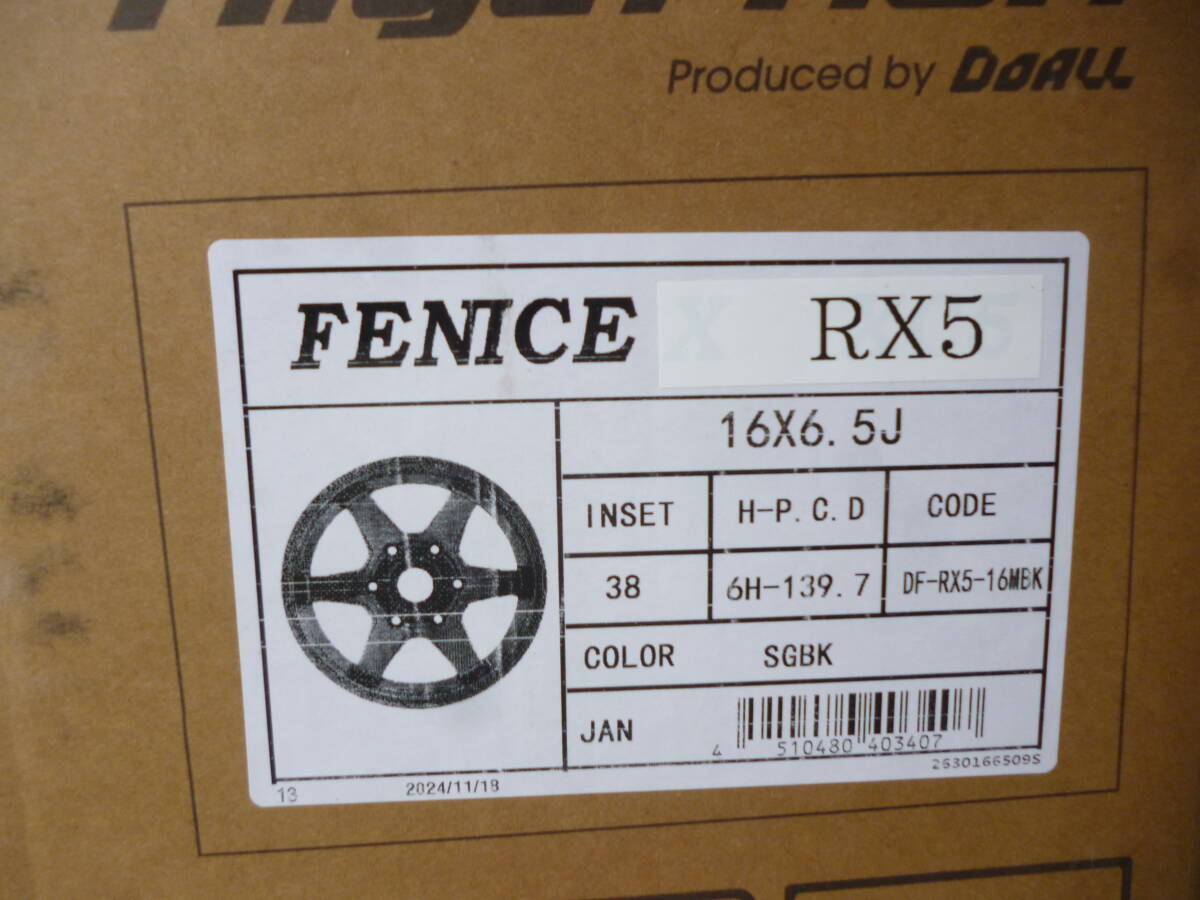 Produced by DOALL
FENICE RX5
16X6.5J
INSET H-P.C.D CODE
38 6H-139.7 DF-RX5-16MBK
COLOR SGBK
JAN
4 510480 403407
2630166509S
13 2024/11/18